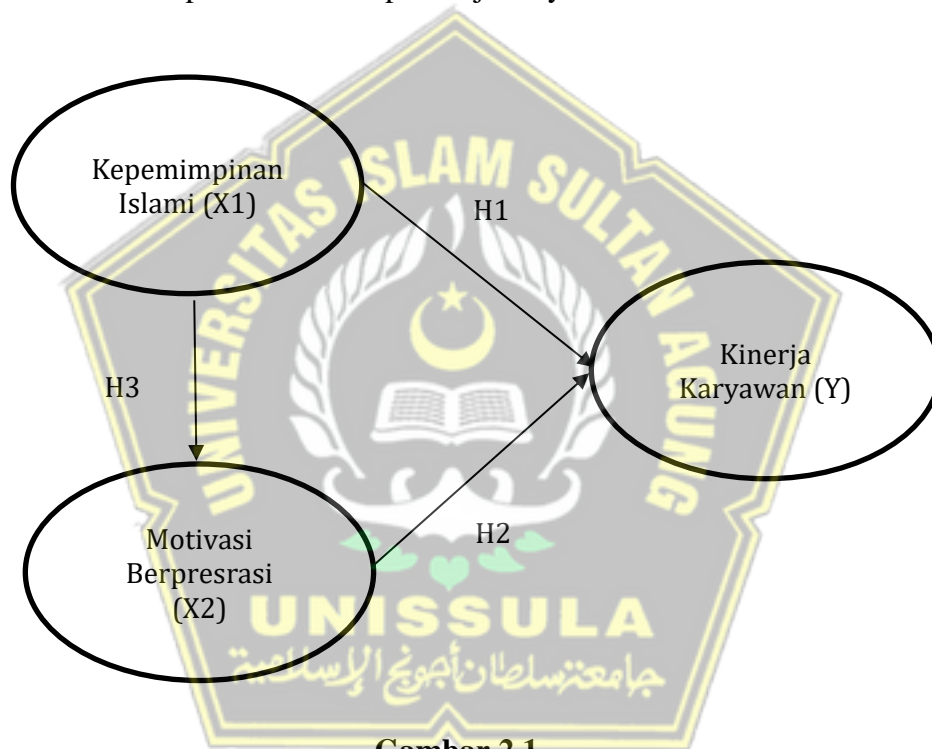 Kepemimpinan
Islami (X1)
UNIVERSITAS ISLAM SULTAN AGUNG
H1
Kinerja
Karyawan (Y)
H3
Motivasi
Berpresrasi
(X2)
H2
UNISSULA
جامعة سلطان أجونج الإسلامية
Gambar 2.1